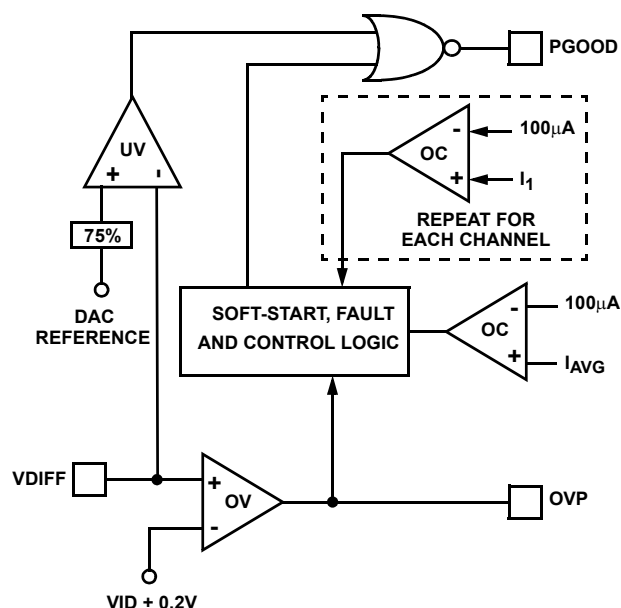 PGOOD
UV
+ -
75%
DAC
REFERENCE
- 100µA
OC
+ I1
REPEAT FOR
EACH CHANNEL
SOFT-START, FAULT
AND CONTROL LOGIC
- 100µA
OC
+ IAVG
VDIFF
+
OV
-
OVP
VID + 0.2V